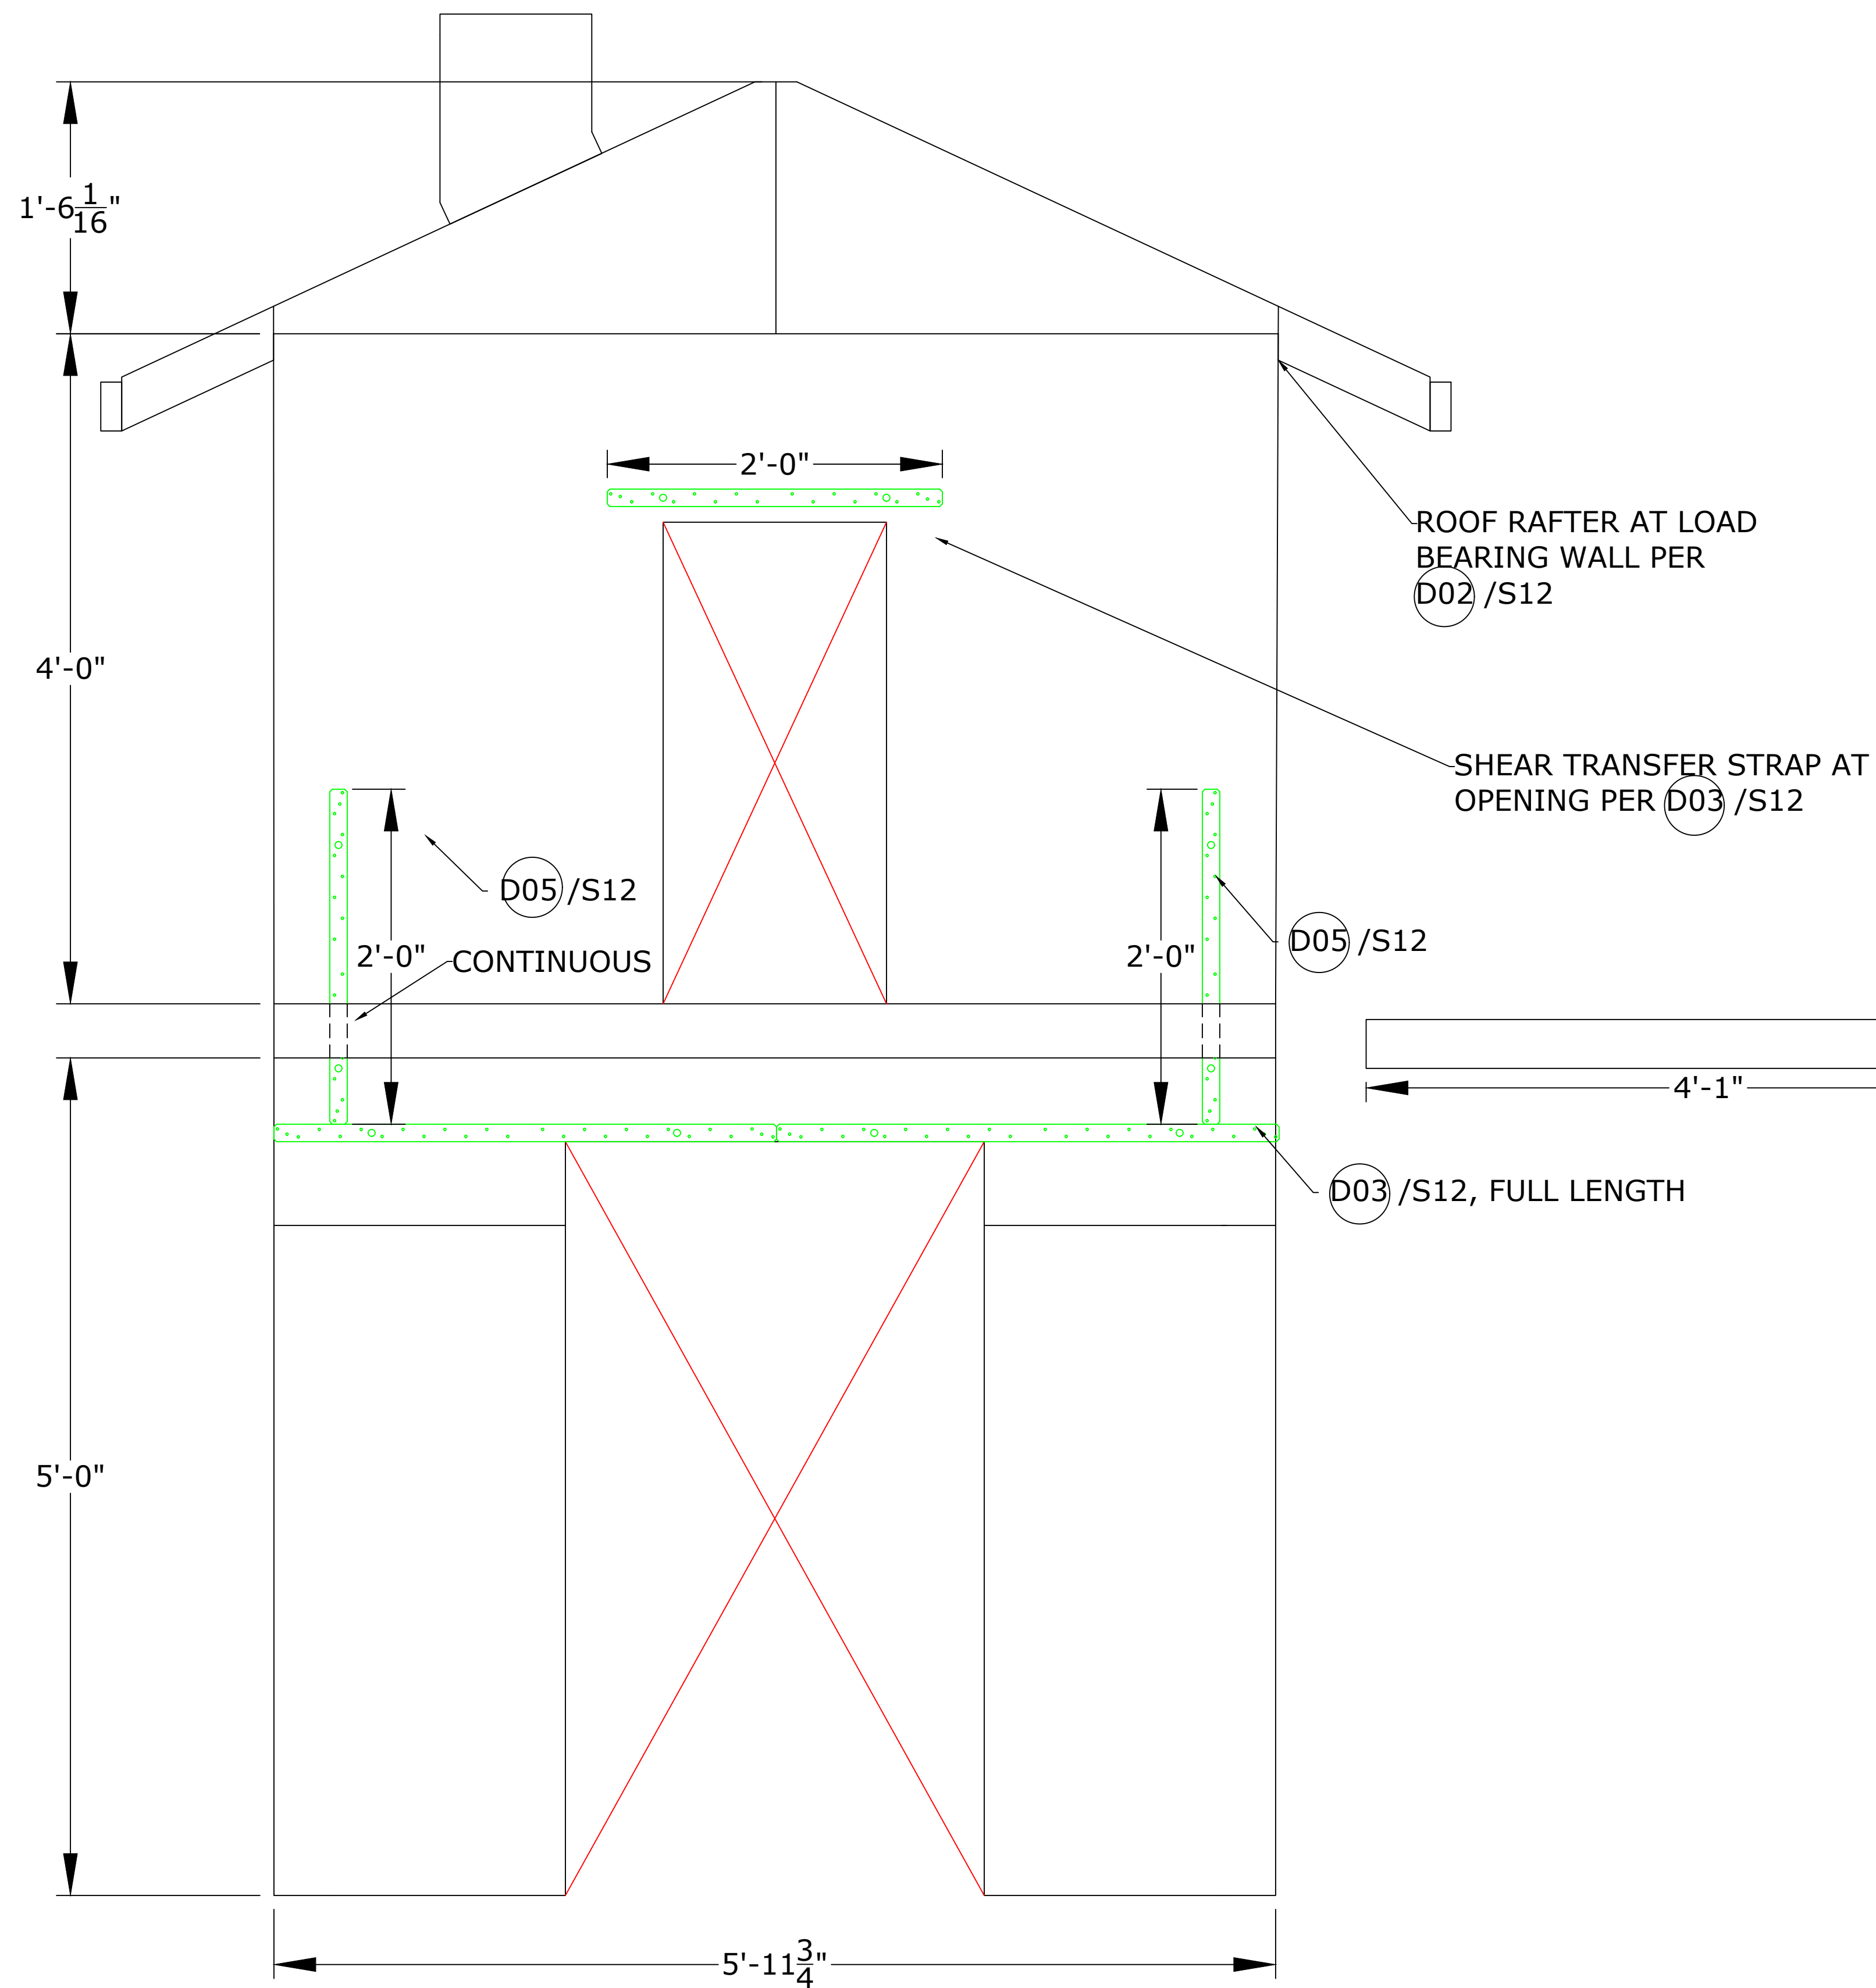 1'-6 1/16"
2'-0"
ROOF RAFTER AT LOAD
BEARING WALL PER
D02 /S12
4'-0"
SHEAR TRANSFER STRAP AT
OPENING PER D03 /S12
D05 /S12
2'-0"
CONTINUOUS
2'-0"
D05 /S12
4'-1"
D03 /S12, FULL LENGTH
5'-0"
5'-11 3/4"